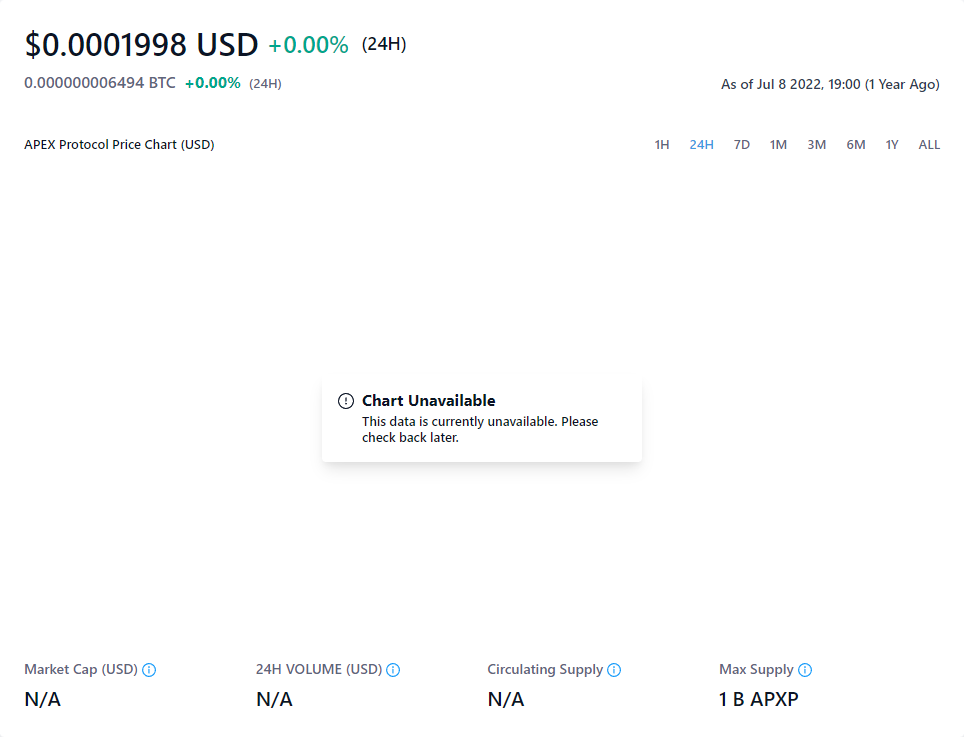 $0.0001998 USD +0.00% (24H)
0.000000006494 BTC +0.00% (24H)
As of Jul 8 2022, 19:00 (1 Year Ago)
APEX Protocol Price Chart (USD)
1H 24H 7D 1M 3M 6M 1Y ALL
Chart Unavailable
This data is currently unavailable. Please
check back later.
Market Cap (USD)
N/A
24H VOLUME (USD)
N/A
Circulating Supply
N/A
Max Supply
1 B APXP